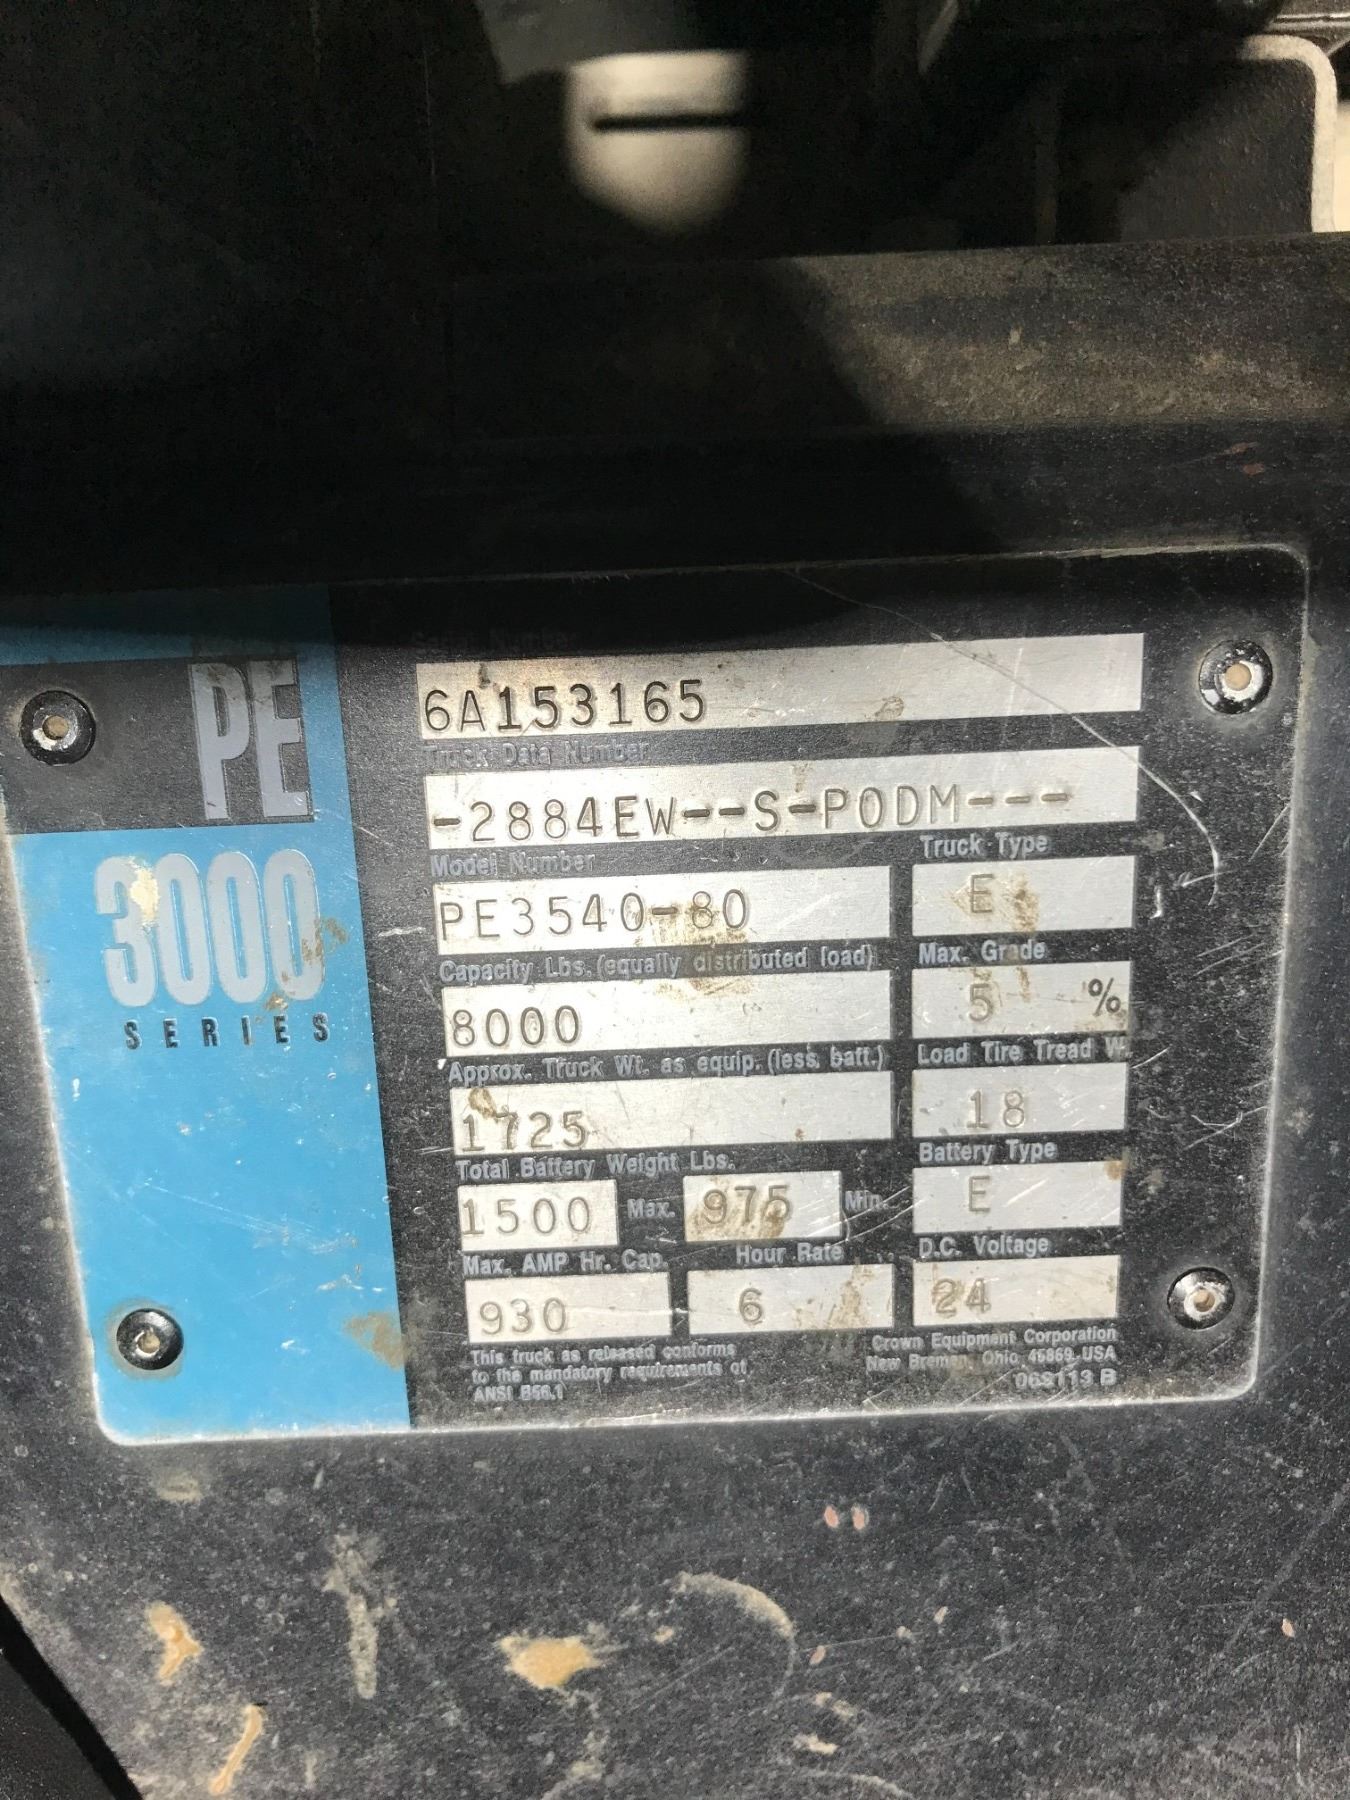 PE
3000
SERIES
Serial Number
6A153165
Truck Data Number
-2884EW--S-PODM---
Model Number
Truck Type
PE3540-80
E
Capacity Lbs. (equally distributed load)
Max. Grade
8000
5 %
Approx. Truck Wt. as equip. (less batt.)
Load Tire Tread W.
1725
18
Total Battery Weight Lbs.
Battery Type
1500 Max. 975 Min.
E
Max. AMP Hr. Cap.
Hour Rate
D.C. Voltage
930
6
24
This truck as released conforms
to the mandatory requirements of
ANSI B56.1
Crown Equipment Corporation
New Bremen, Ohio 45869 USA
063113 B